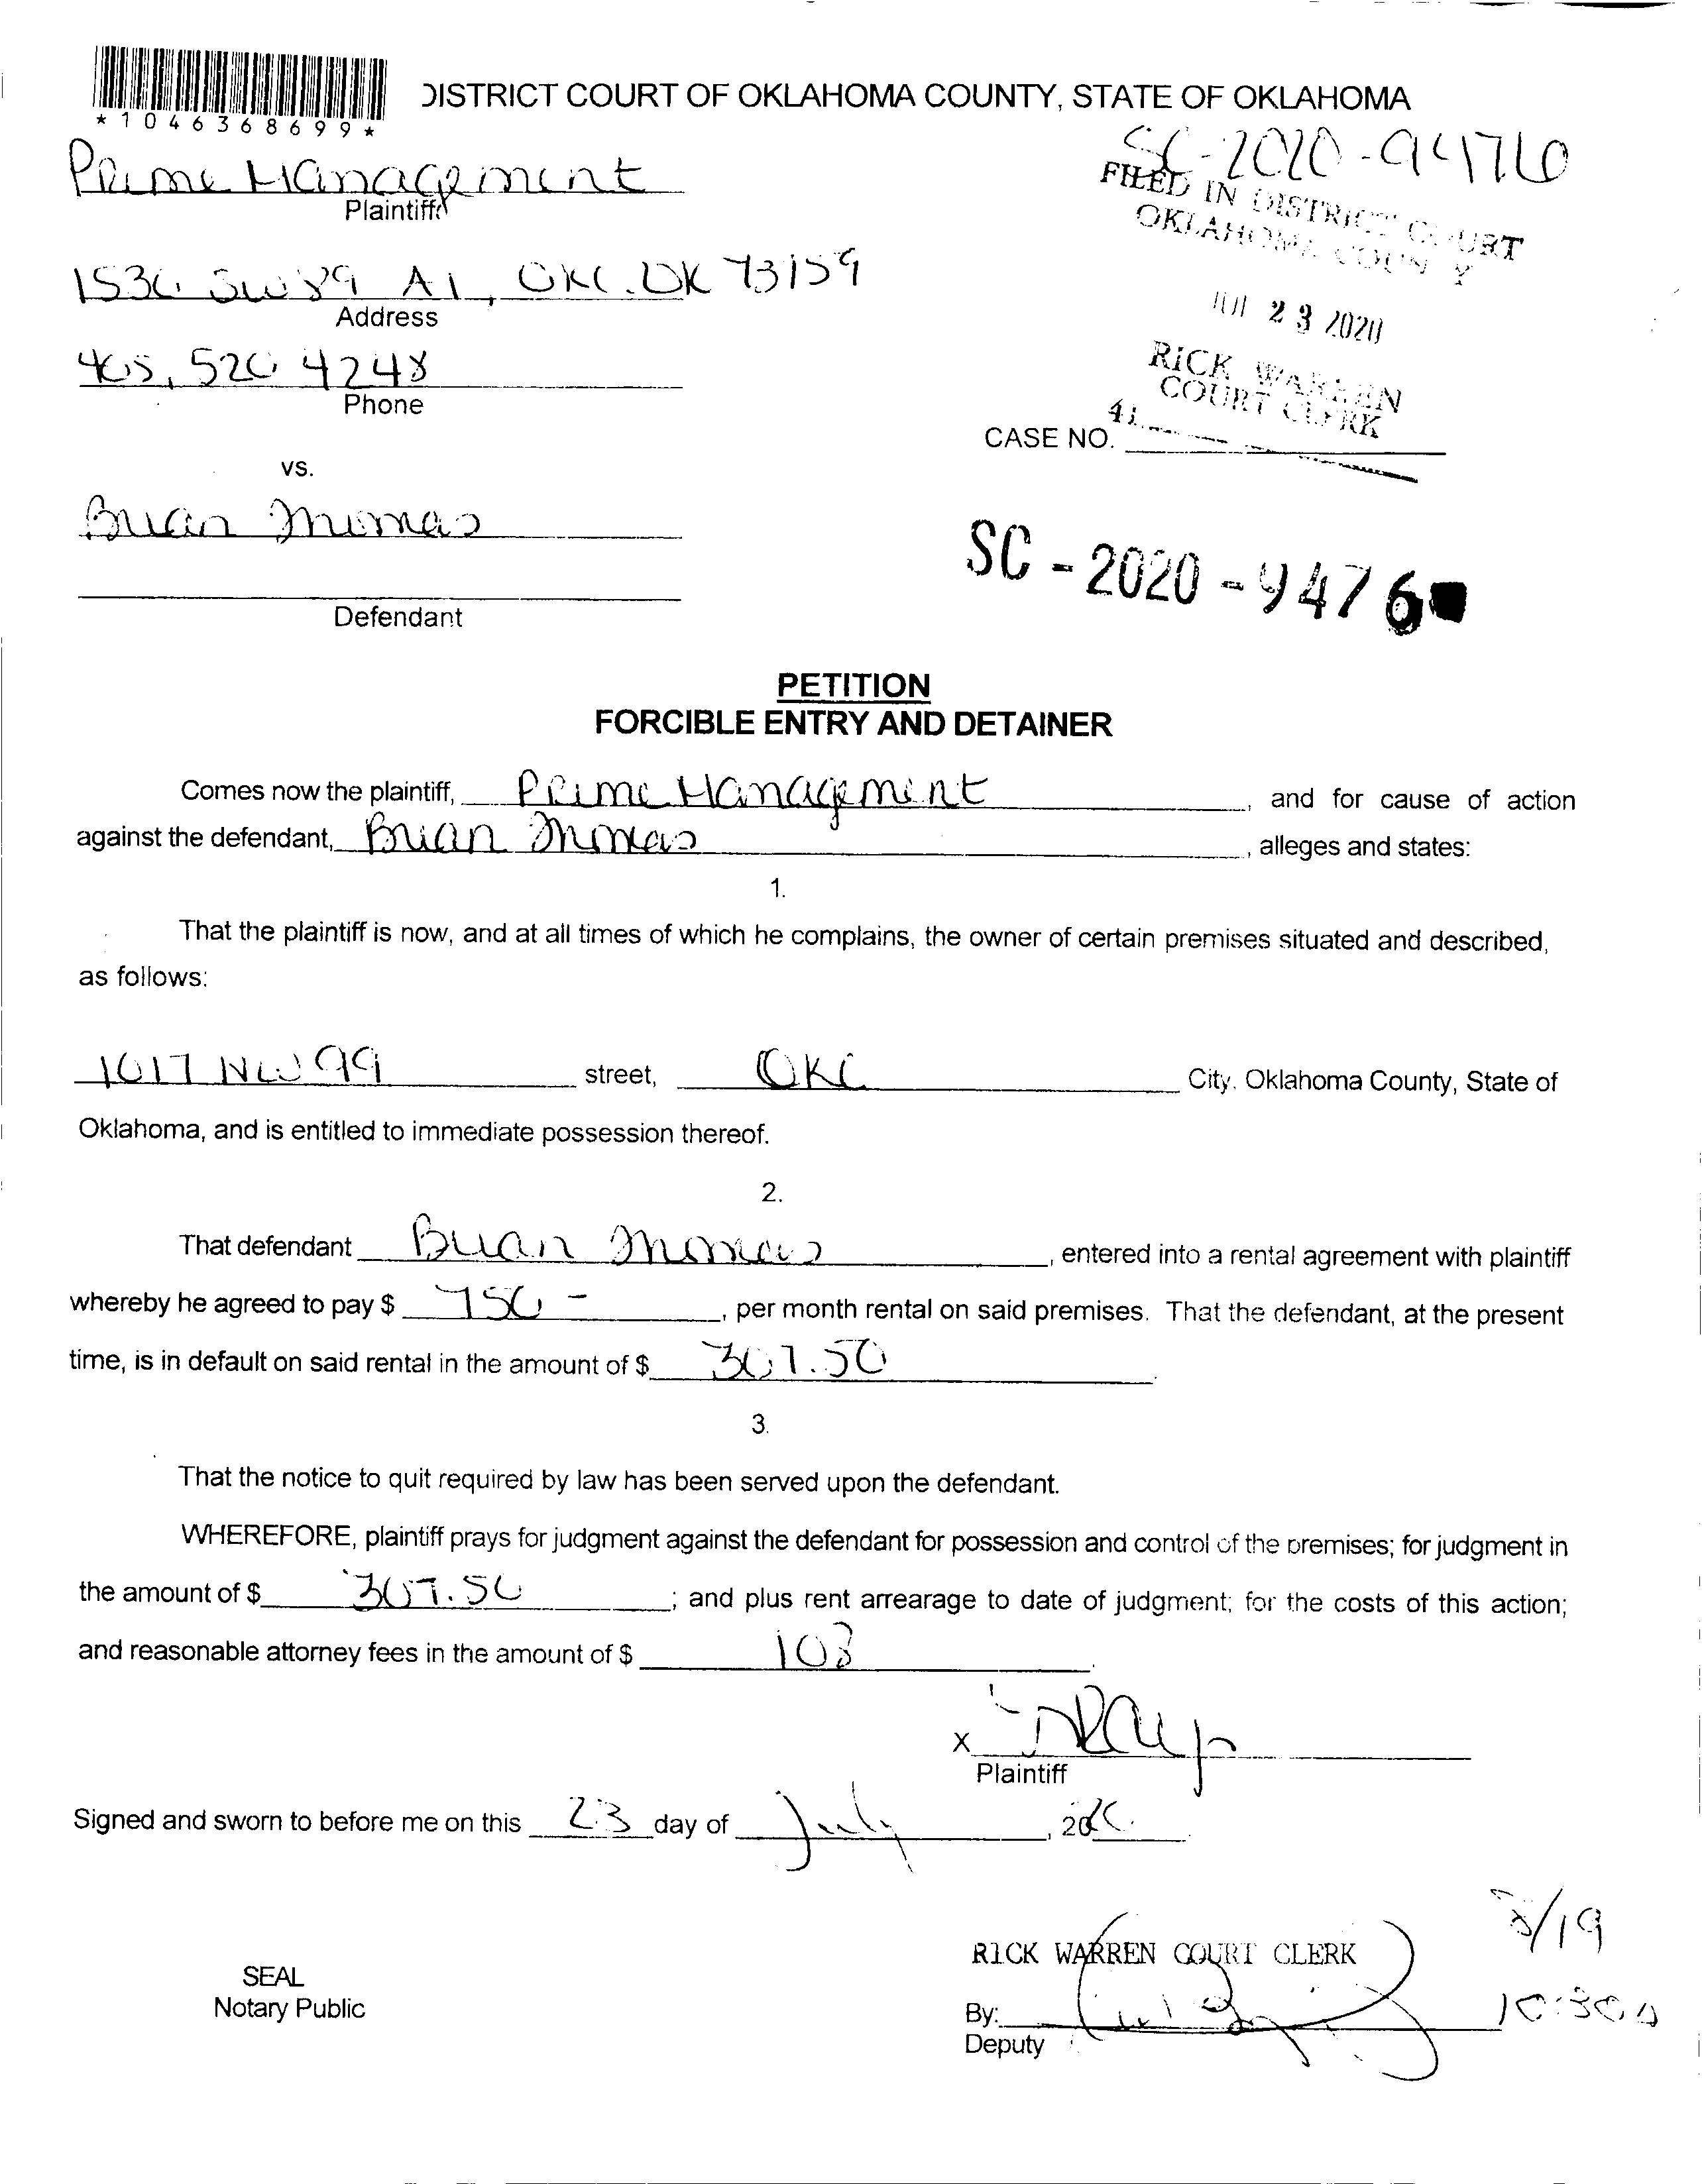 *1046368699*
DISTRICT COURT OF OKLAHOMA COUNTY, STATE OF OKLAHOMA
SC-2020-9476
Prime Management
Plaintiff
FILED IN DISTRICT COURT
OKLAHOMA COUNTY
1530 SW 89 A1, OKC. OK 73159
Address
JUL 23 2020
405, 520 4248
Phone
RICK WARREN
COURT CLERK
41
CASE NO.
vs.
Brian Thomas
SC-2020-9476
Defendant
PETITION
FORCIBLE ENTRY AND DETAINER
Comes now the plaintiff, Prime Management, and for cause of action
against the defendant, Brian Thomas, alleges and states:
1.
That the plaintiff is now, and at all times of which he complains, the owner of certain premises situated and described,
as follows:
1017 NW 99 street, OKC City. Oklahoma County, State of
Oklahoma, and is entitled to immediate possession thereof.
2.
That defendant Brian Thomas, entered into a rental agreement with plaintiff
whereby he agreed to pay $ 750 -, per month rental on said premises. That the defendant, at the present
time, is in default on said rental in the amount of $ 307.50.
3.
That the notice to quit required by law has been served upon the defendant.
WHEREFORE, plaintiff prays for judgment against the defendant for possession and control of the premises; for judgment in
the amount of $ 307.50; and plus rent arrearage to date of judgment; for the costs of this action;
and reasonable attorney fees in the amount of $ 103.
X
Plaintiff
Signed and sworn to before me on this 23 day of July, 2020
8/19
RICK WARREN COURT CLERK
SEAL
Notary Public
By:
10:30a
Deputy